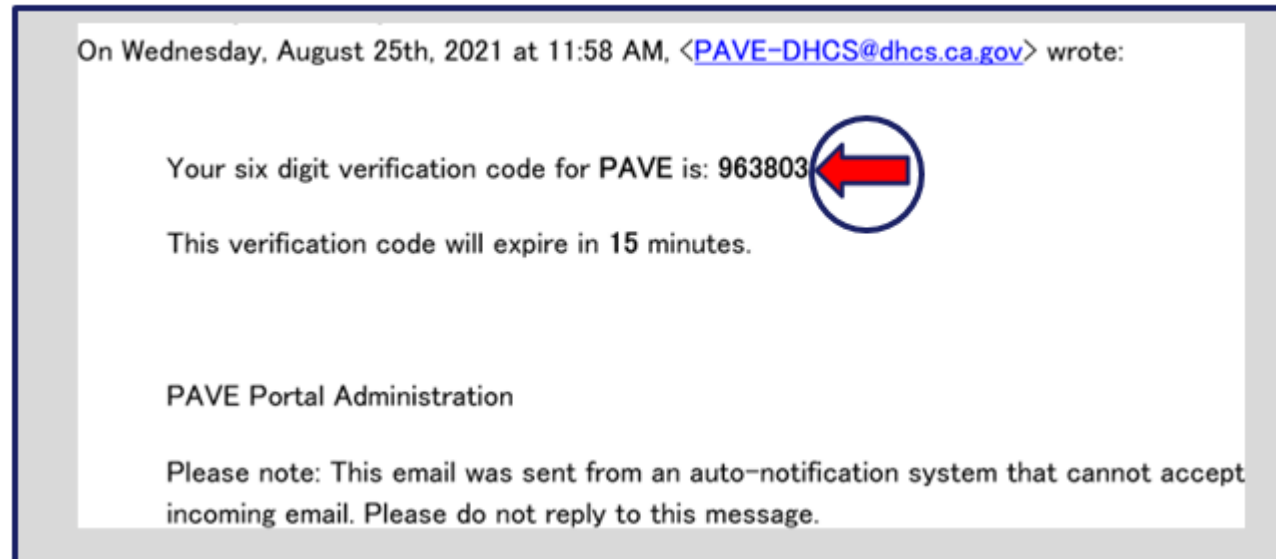 On Wednesday, August 25th, 2021 at 11:58 AM, <PAVE-DHCS@dhcs.ca.gov> wrote:
Your six digit verification code for PAVE is: 963803
This verification code will expire in 15 minutes.
PAVE Portal Administration
Please note: This email was sent from an auto-notification system that cannot accept
incoming email. Please do not reply to this message.